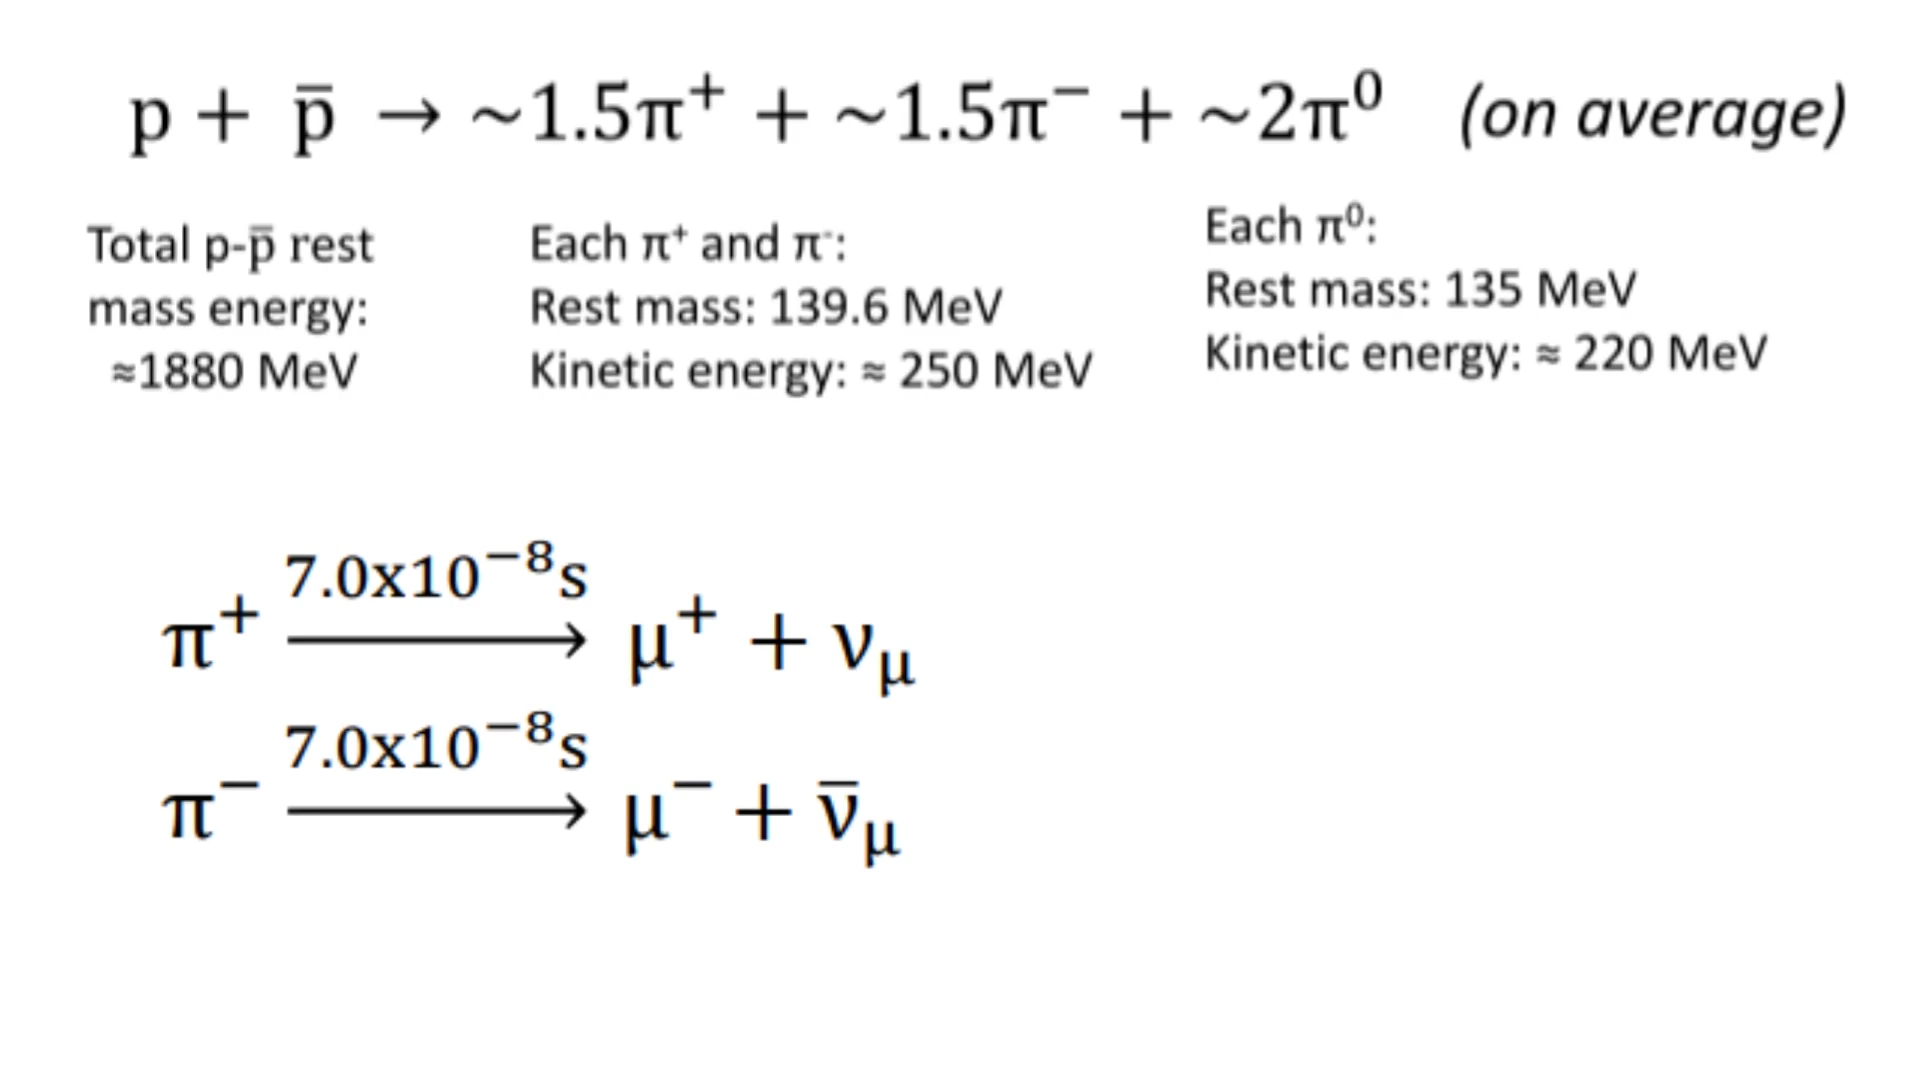 p + p̄ → ~1.5π⁺ + ~1.5π⁻ + ~2π⁰ (on average)
Total p-p̄ rest
mass energy:
≈1880 MeV
Each π⁺ and π⁻:
Rest mass: 139.6 MeV
Kinetic energy: ≈ 250 MeV
Each π⁰:
Rest mass: 135 MeV
Kinetic energy: ≈ 220 MeV
7.0x10⁻⁸s
π⁺ ⟶ μ⁺ + ν_μ
7.0x10⁻⁸s
π⁻ ⟶ μ⁻ + ν̄_μ